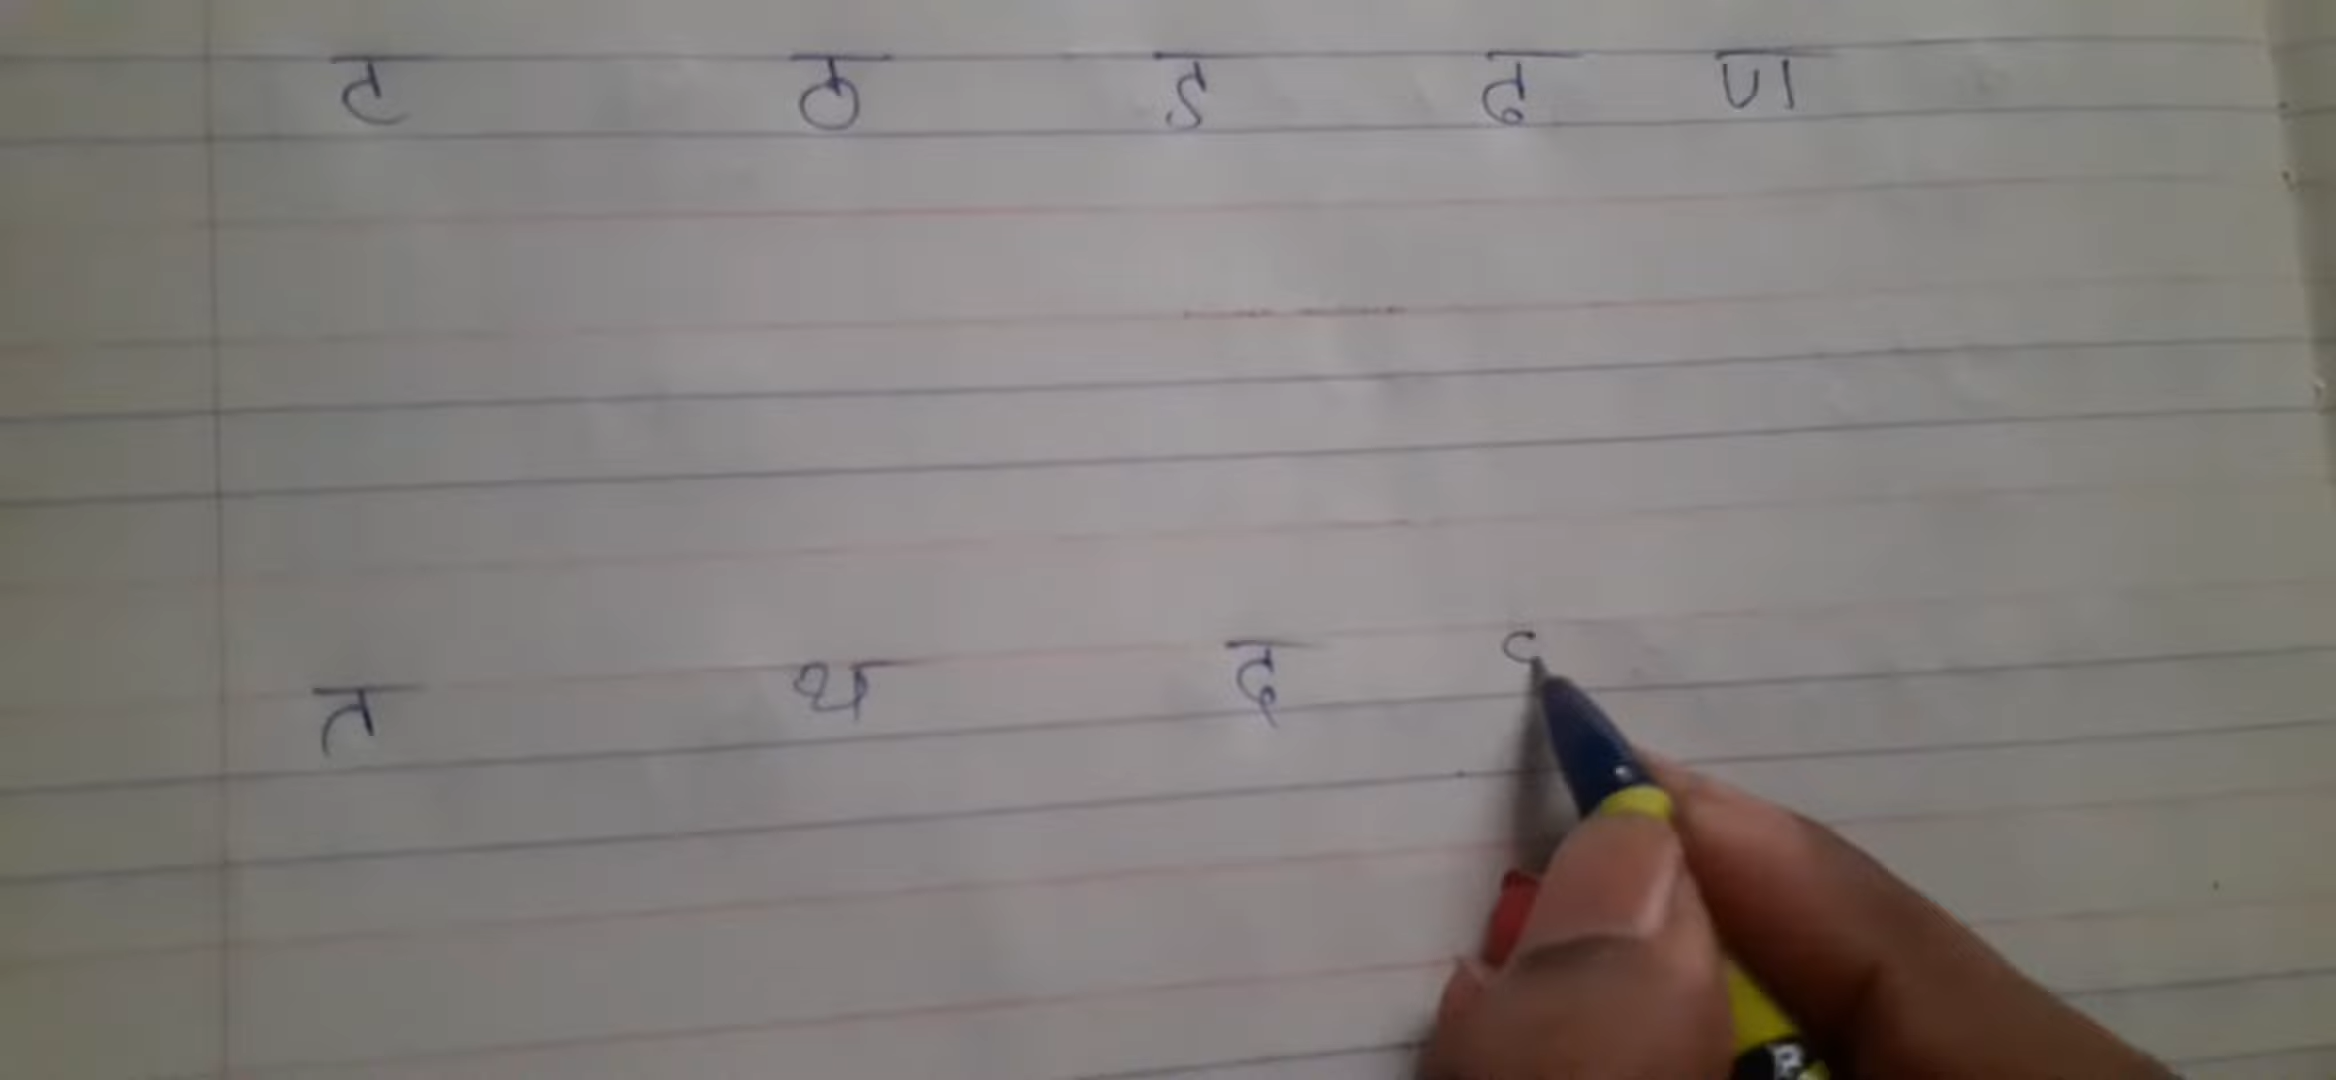 ट ठ ड ढ ण
त थ द